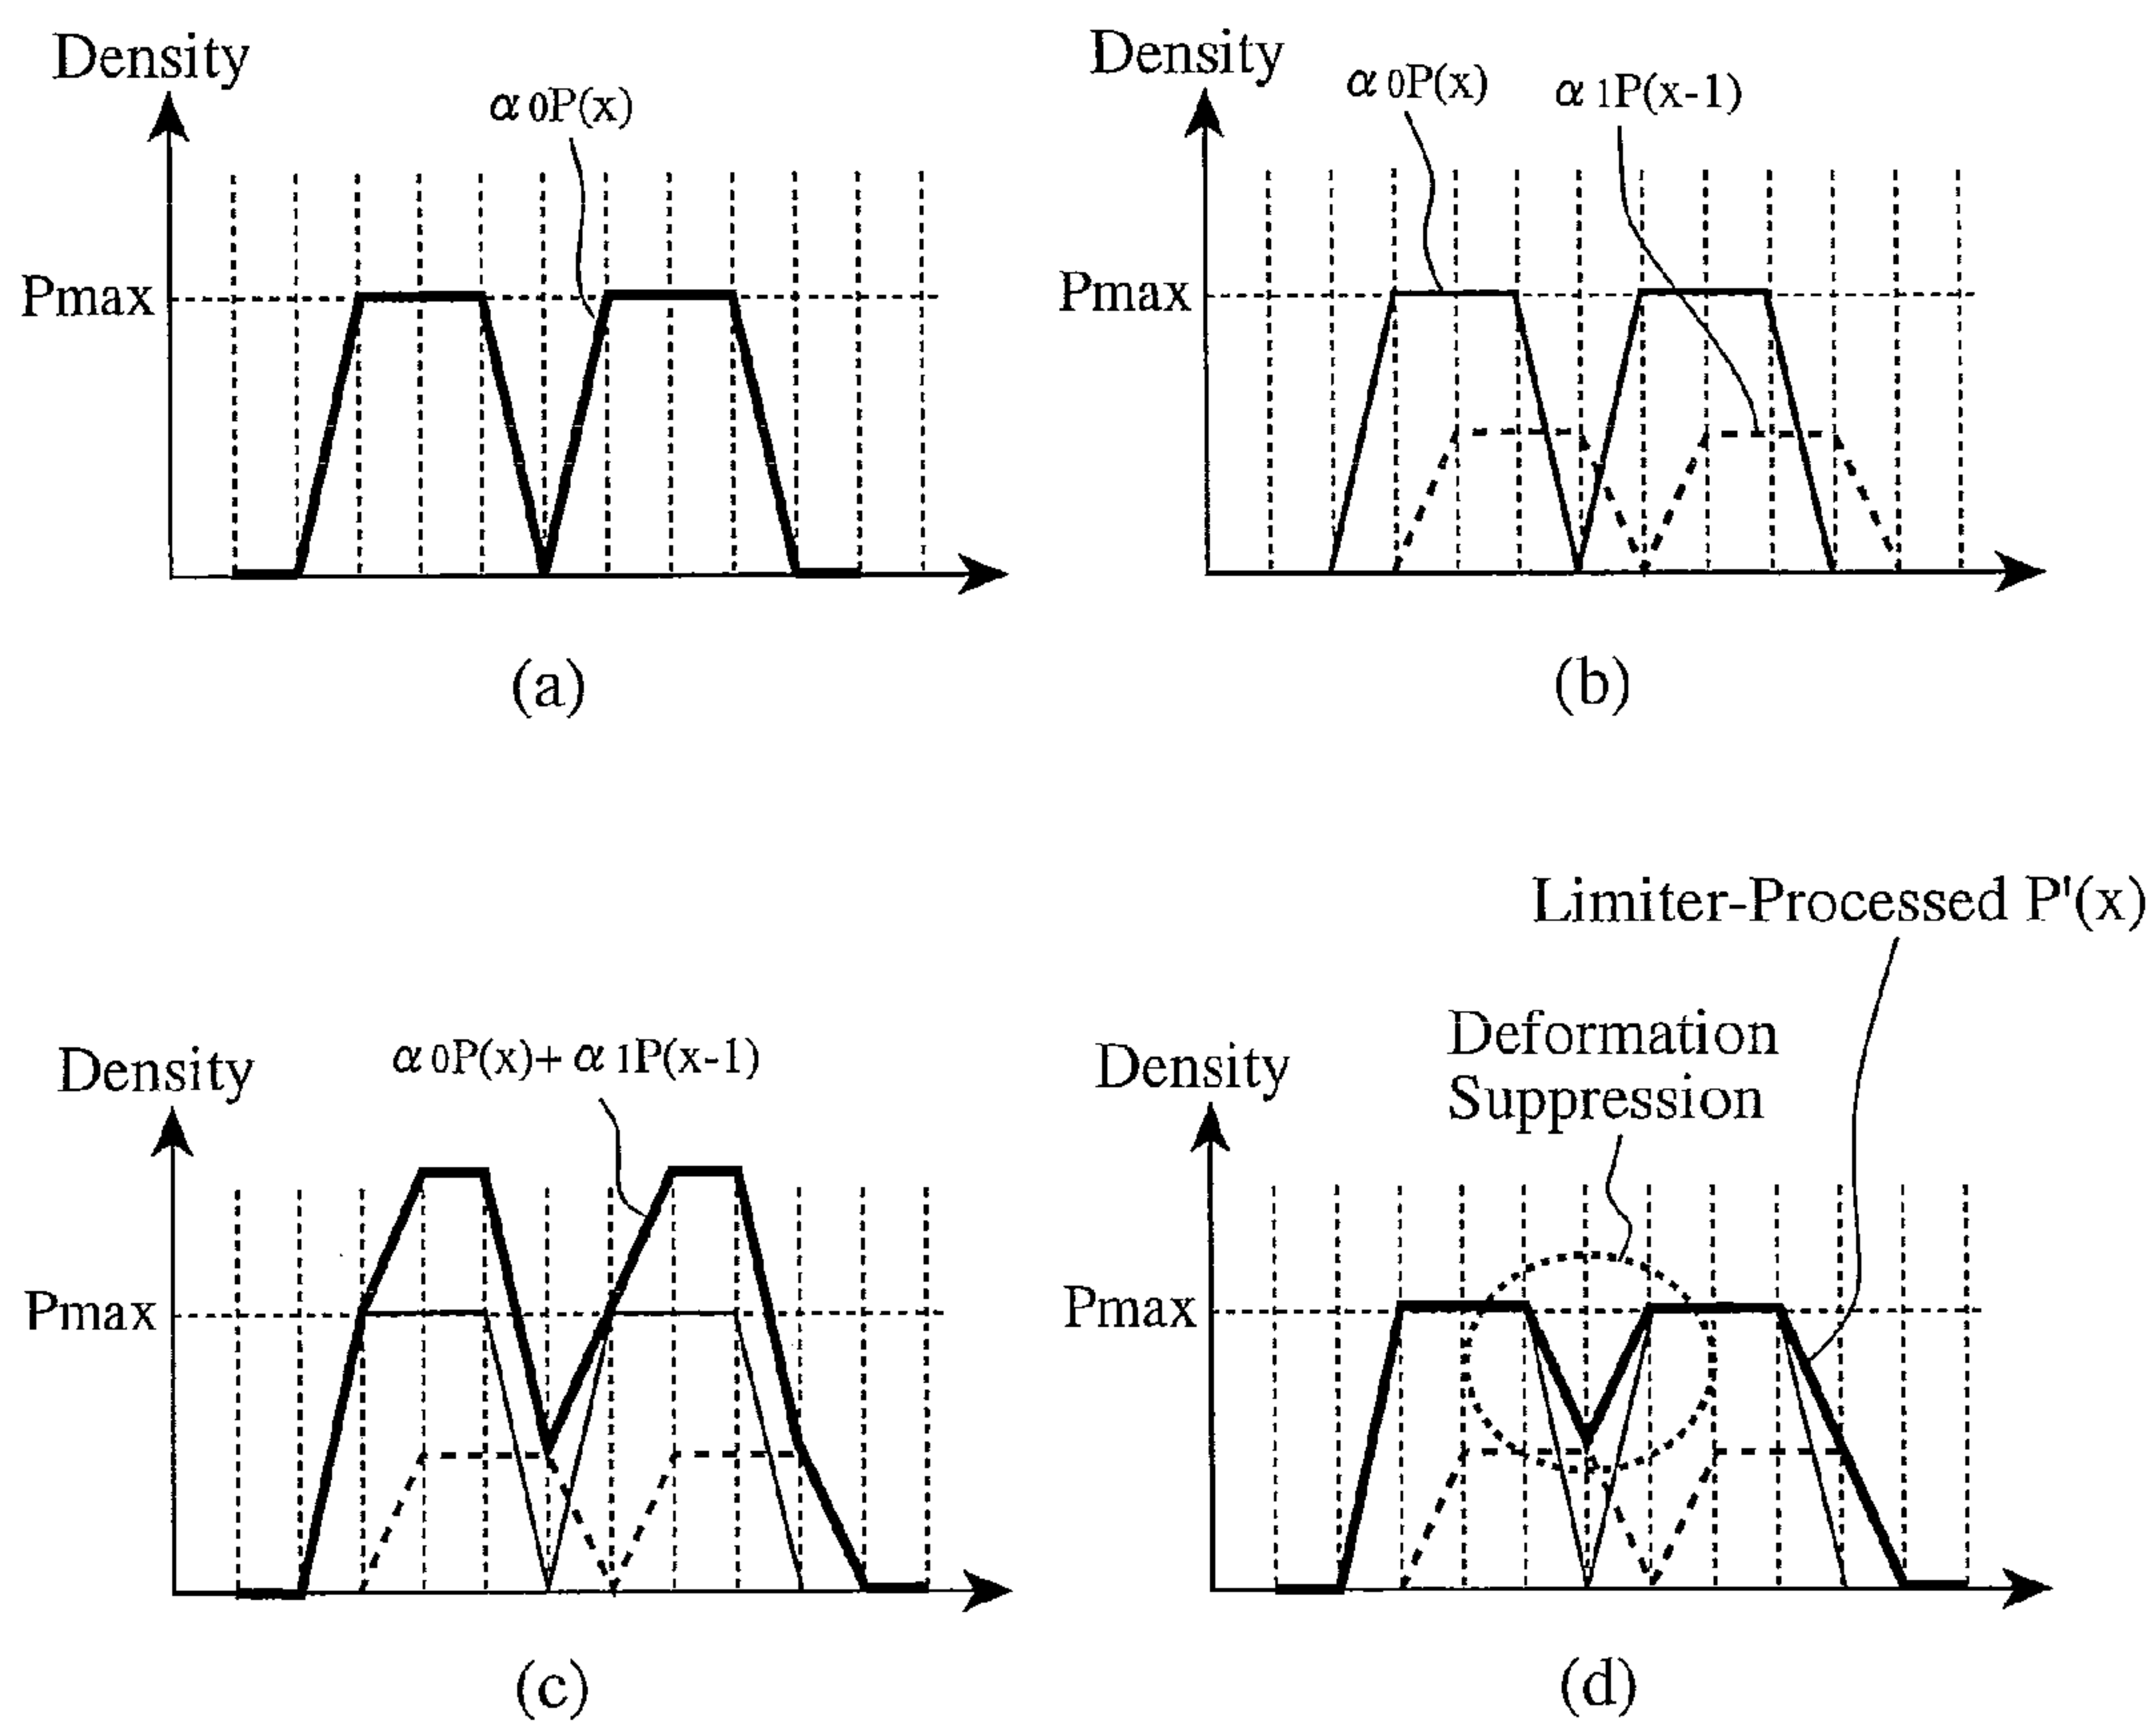 Density
α 0P(x)
Pmax
(a)
Density
α 0P(x)
α 1P(x-1)
Pmax
(b)
Density
α 0P(x)+ α 1P(x-1)
Pmax
(c)
Limiter-Processed P'(x)
Deformation
Suppression
Density
Pmax
(d)